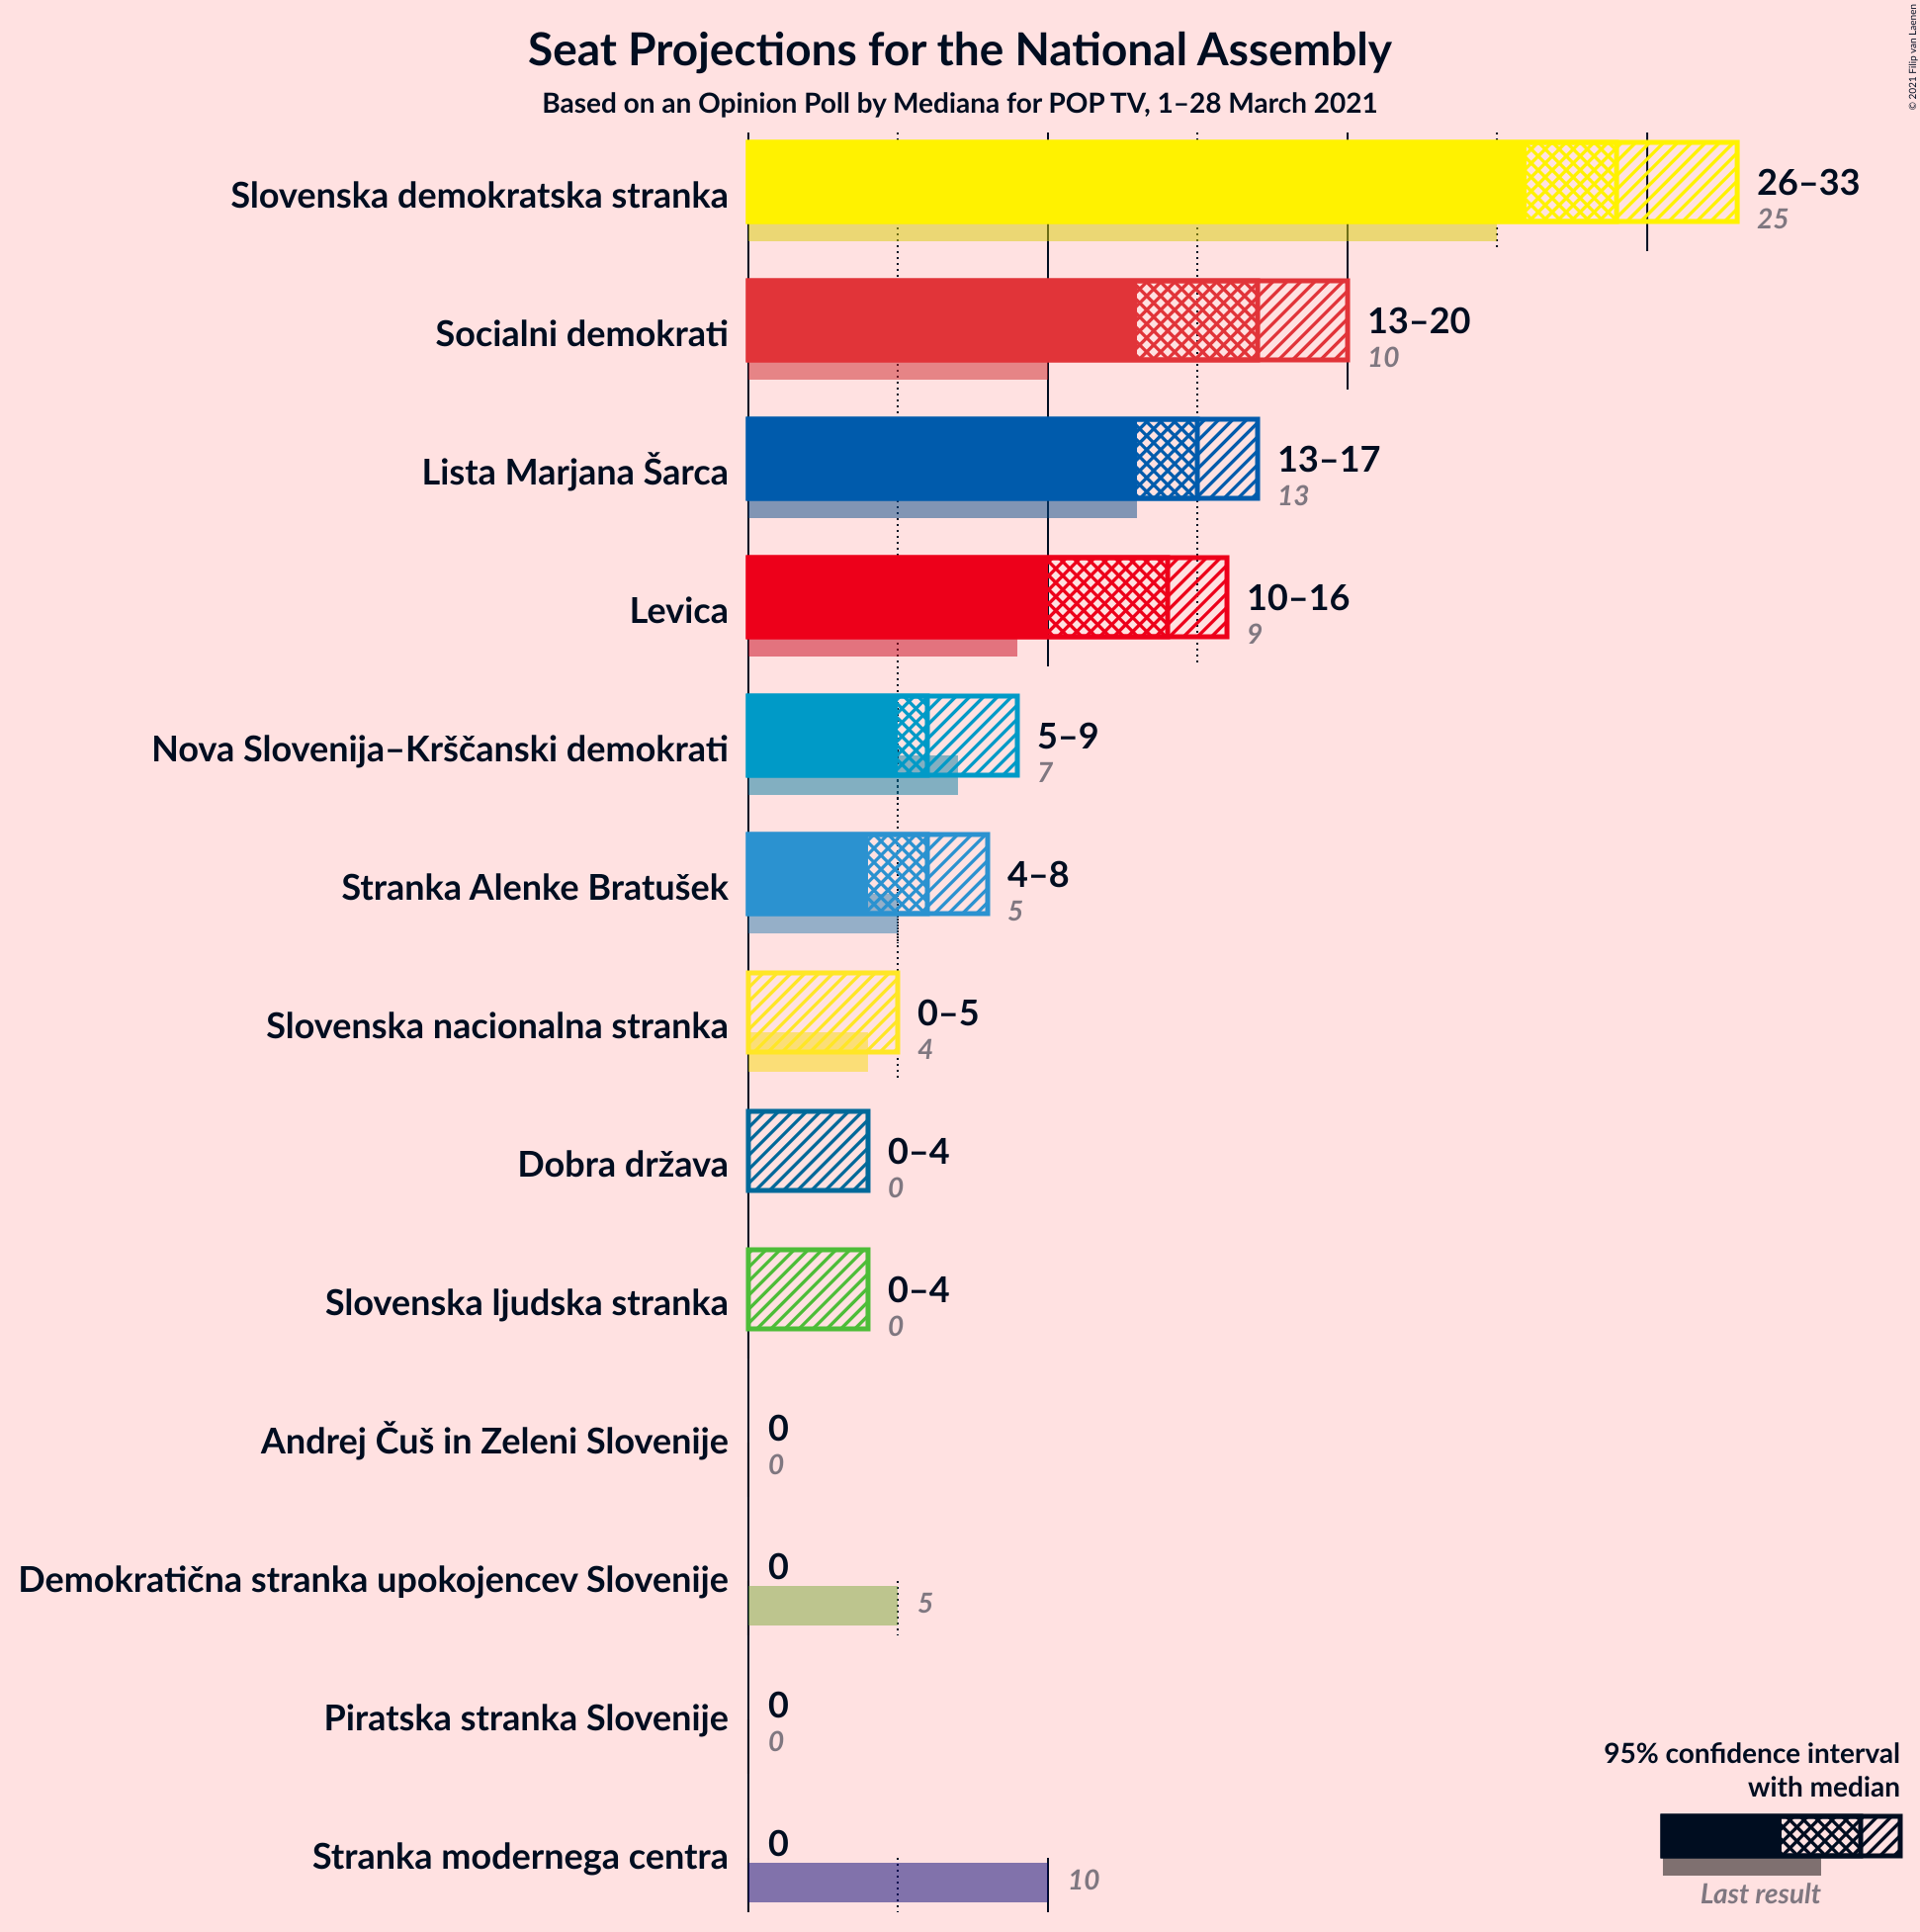 Seat Projections for the National Assembly
Based on an Opinion Poll by Mediana for POP TV, 1–28 March 2021
© 2021 Filip van Laenen
Slovenska demokratska stranka
26–33
25
Socialni demokrati
13–20
10
Lista Marjana Šarca
13–17
13
Levica
10–16
9
Nova Slovenija–Krščanski demokrati
5–9
7
Stranka Alenke Bratušek
4–8
5
Slovenska nacionalna stranka
0–5
4
Dobra država
0–4
0
Slovenska ljudska stranka
0–4
0
Andrej Čuš in Zeleni Slovenije
0
0
Demokratična stranka upokojencev Slovenije
0
5
Piratska stranka Slovenije
0
0
Stranka modernega centra
0
10
95% confidence interval
with median
Last result